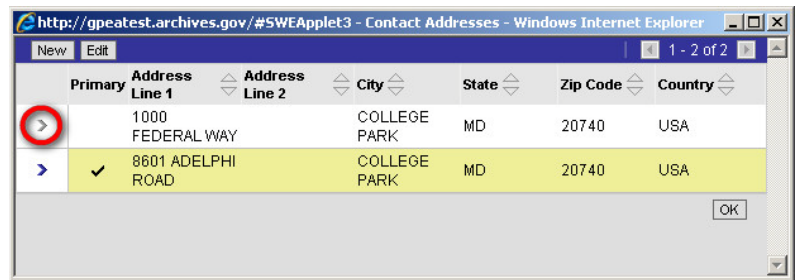 http://gpeatest.archives.gov/#SWEApplet3 - Contact Addresses - Windows Internet Explorer
New Edit 1 - 2 of 2
Primary Address Line 1 Address Line 2 City State Zip Code Country
1000 FEDERAL WAY COLLEGE PARK MD 20740 USA
8601 ADELPHI ROAD COLLEGE PARK MD 20740 USA
OK